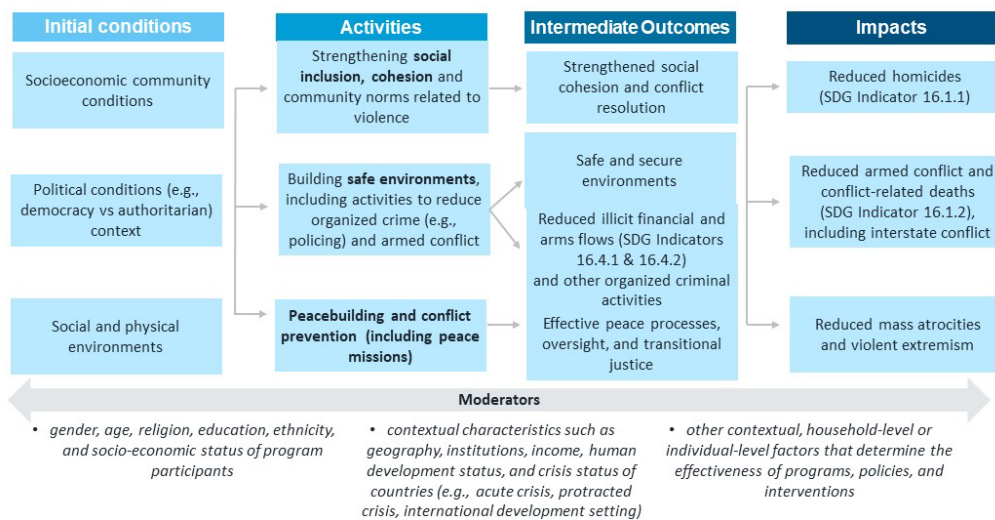 Initial conditions
Activities
Intermediate Outcomes
Impacts
Socioeconomic community
conditions
Strengthening social
inclusion, cohesion and
community norms related to
violence
Strengthened social
cohesion and conflict
resolution
Reduced homicides
(SDG Indicator 16.1.1)
Political conditions (e.g.,
democracy vs authoritarian)
context
Building safe environments,
including activities to reduce
organized crime (e.g.,
policing) and armed conflict
Safe and secure
environments
Reduced illicit financial and
arms flows (SDG Indicators
16.4.1 & 16.4.2)
and other organized criminal
activities
Reduced armed conflict and
conflict-related deaths
(SDG Indicator 16.1.2),
including interstate conflict
Social and physical
environments
Peacebuilding and conflict
prevention (including peace
missions)
Effective peace processes,
oversight, and transitional
justice
Reduced mass atrocities
and violent extremism
Moderators
• gender, age, religion, education, ethnicity,
and socio-economic status of program
participants
• contextual characteristics such as
geography, institutions, income, human
development status, and crisis status of
countries (e.g., acute crisis, protracted
crisis, international development setting)
• other contextual, household-level or
individual-level factors that determine the
effectiveness of programs, policies, and
interventions